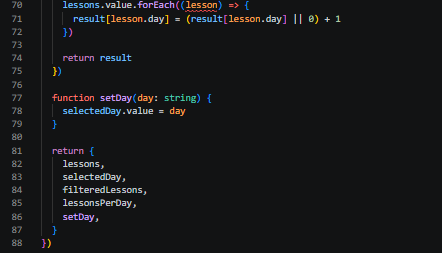 70 lessons.value.forEach((lesson) => {
71 result[lesson.day] = (result[lesson.day] || 0) + 1
72 })
73
74 return result
75 })
76
77 function setDay(day: string) {
78 selectedDay.value = day
79 }
80
81 return {
82 lessons,
83 selectedDay,
84 filteredLessons,
85 lessonsPerDay,
86 setDay,
87 }
88 })